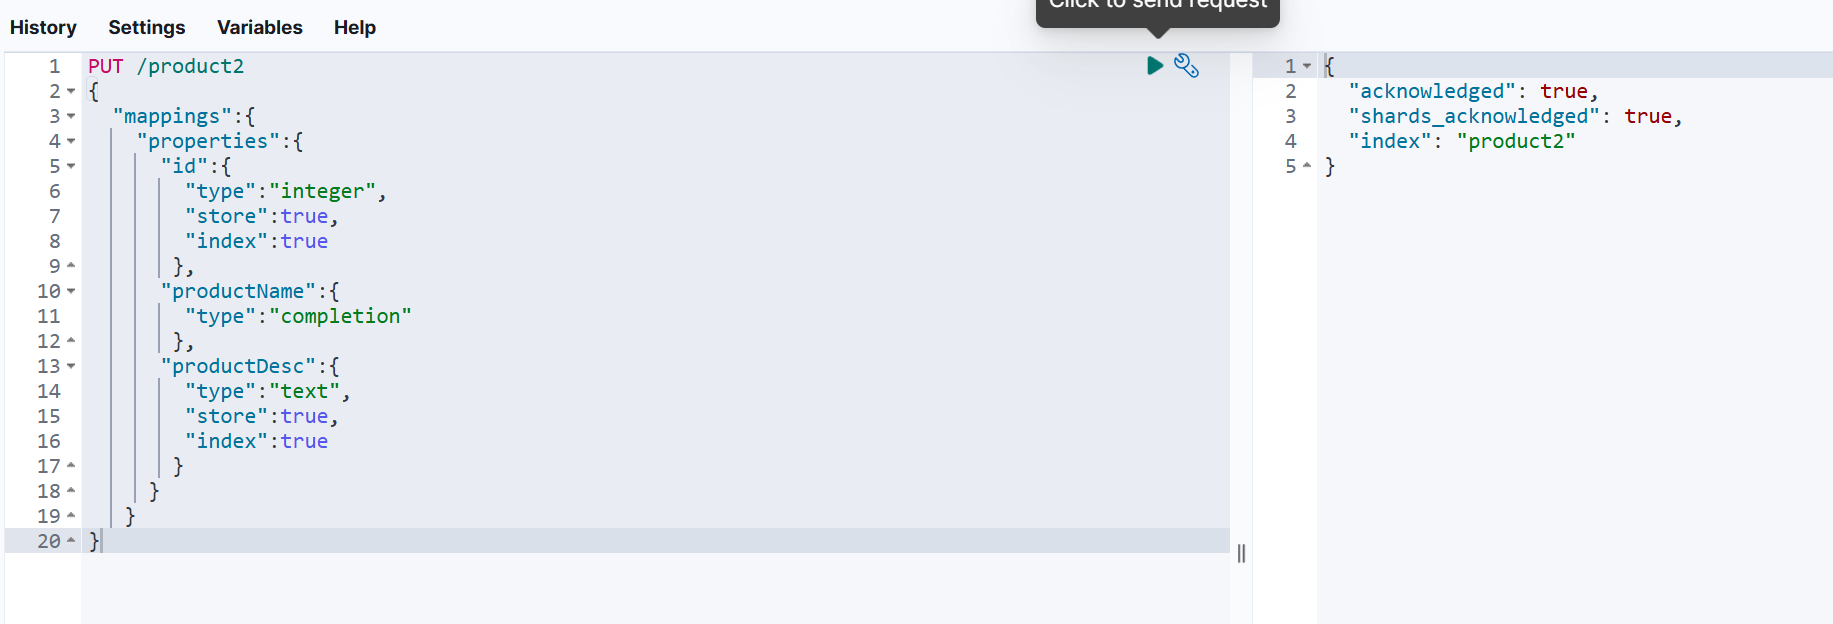 Click to send request
History Settings Variables Help
1 PUT /product2
2 {
3 "mappings":{
4 "properties":{
5 "id":{
6 "type":"integer",
7 "store":true,
8 "index":true
9 },
10 "productName":{
11 "type":"completion"
12 },
13 "productDesc":{
14 "type":"text",
15 "store":true,
16 "index":true
17 }
18 }
19 }
20 }
1 {
2 "acknowledged": true,
3 "shards_acknowledged": true,
4 "index": "product2"
5 }